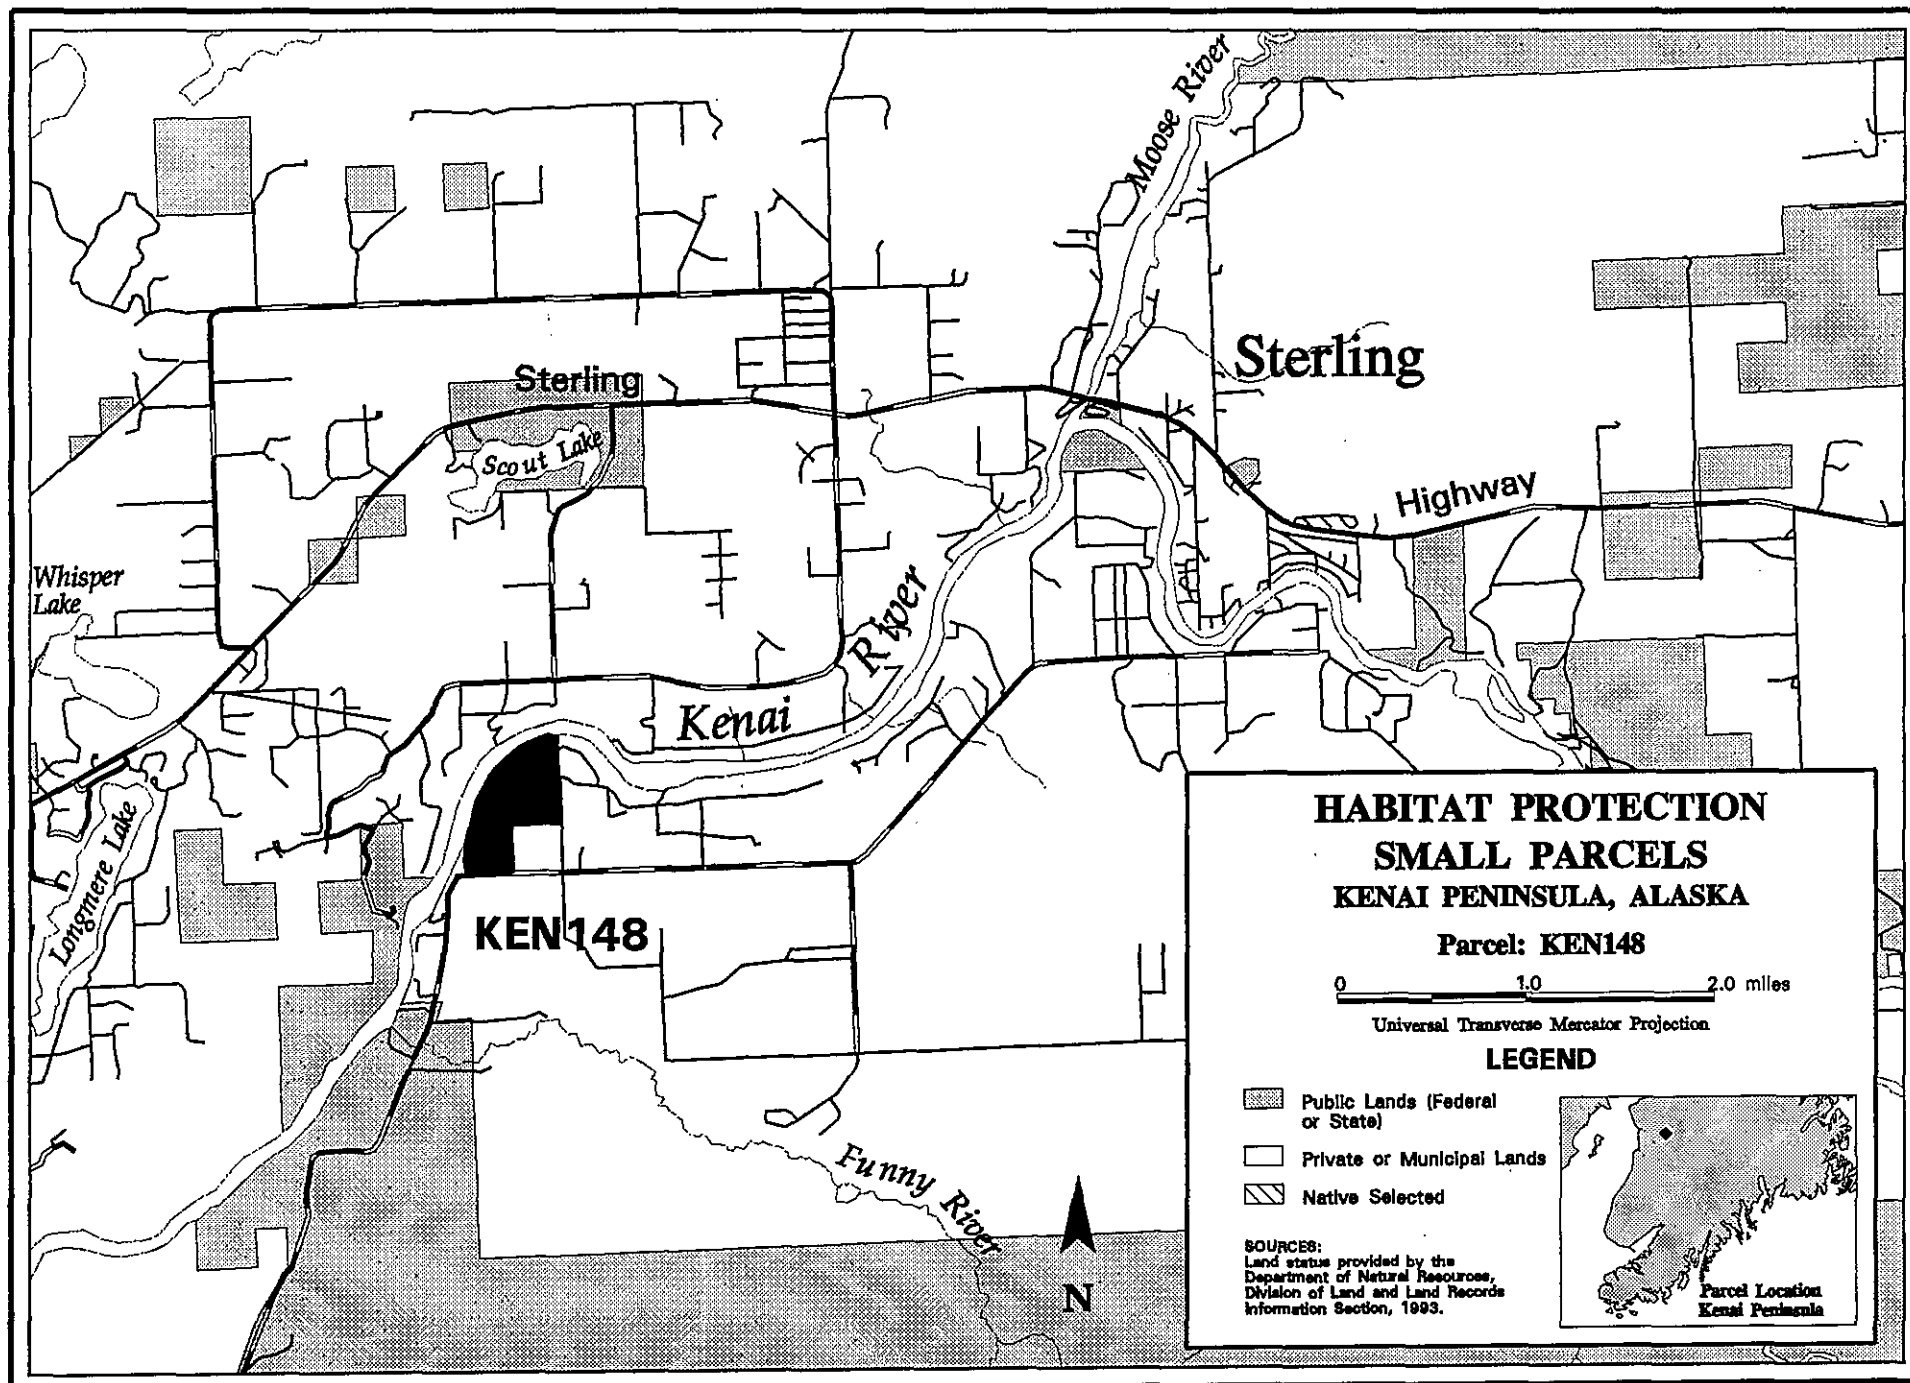 Moose River
Sterling
Sterling
Scout Lake
Highway
Whisper
Lake
River
Kenai
Longmere Lake
KEN148
Funny River
N
HABITAT PROTECTION
SMALL PARCELS
KENAI PENINSULA, ALASKA
Parcel: KEN148
0 1.0 2.0 miles
Universal Transverse Mercator Projection
LEGEND
Public Lands (Federal
or State)
Private or Municipal Lands
Native Selected
SOURCES:
Land status provided by the
Department of Natural Resources,
Division of Land and Land Records
Information Section, 1993.
Parcel Location
Kenai Peninsula